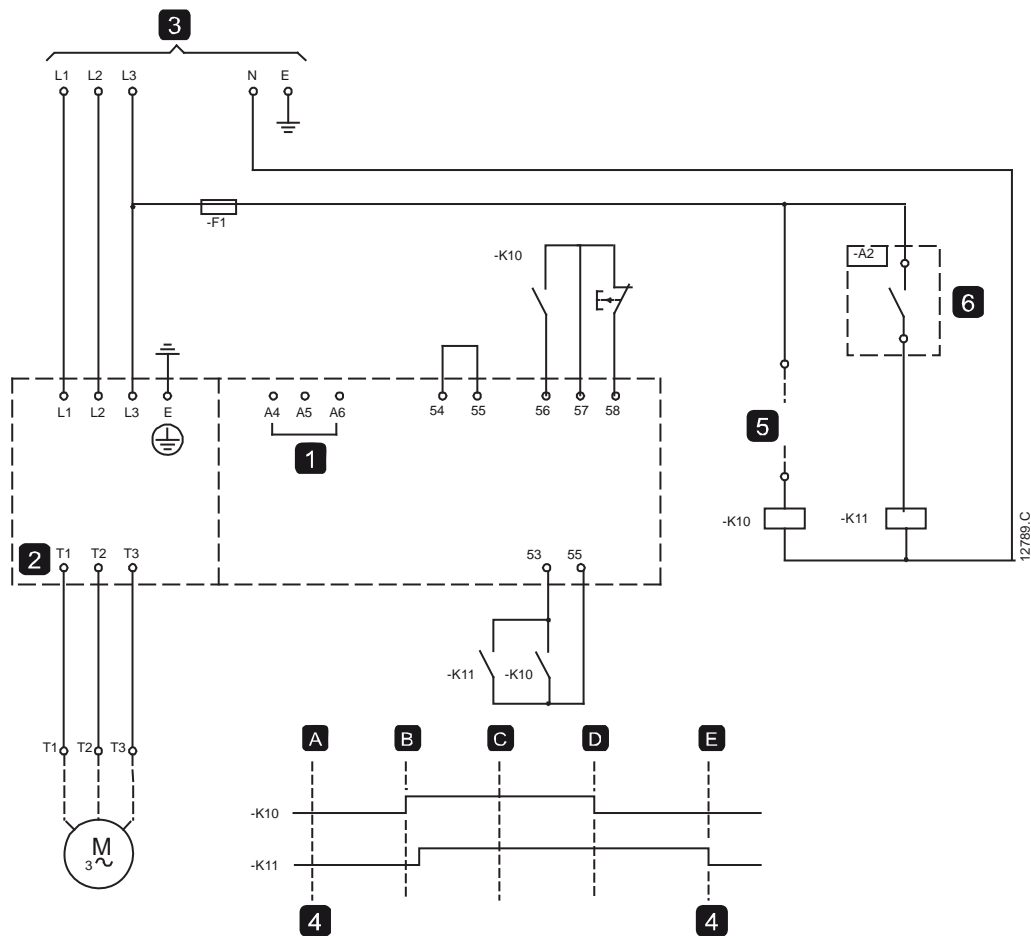 3
L1 L2 L3 N E
-F1
-K10
-A2
6
L1 L2 L3 E A4 A5 A6 54 55 56 57 58
1
5
-K10 -K11
12789.C
2 T1 T2 T3 53 55
-K11 -K10
T1 T2 T3
A B C D E
-K10
M
3
-K11
4 4